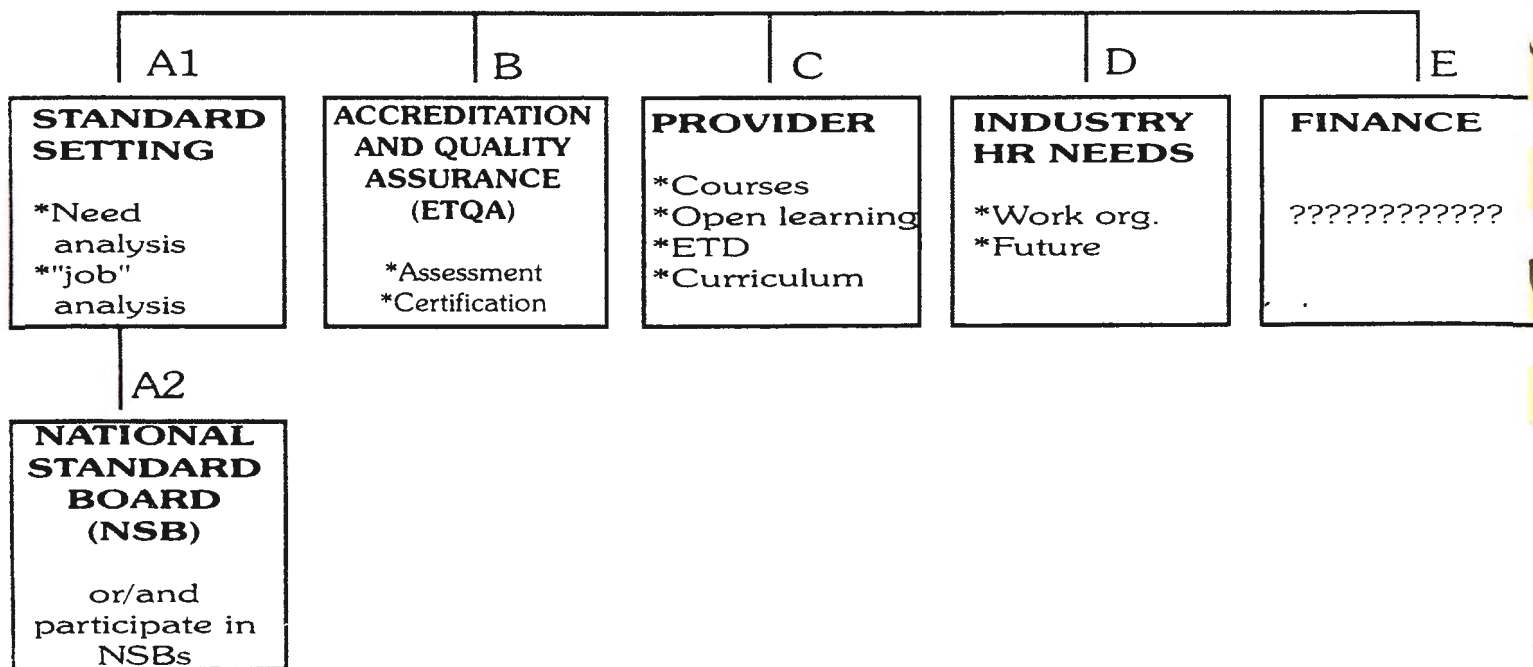 A1
STANDARD
SETTING
*Need
analysis
*"job"
analysis
A2
NATIONAL
STANDARD
BOARD
(NSB)
or/and
participate in
NSBs
B
ACCREDITATION
AND QUALITY
ASSURANCE
(ETQA)
*Assessment
*Certification
C
PROVIDER
*Courses
*Open learning
*ETD
*Curriculum
D
INDUSTRY
HR NEEDS
*Work org.
*Future
E
FINANCE
????????????